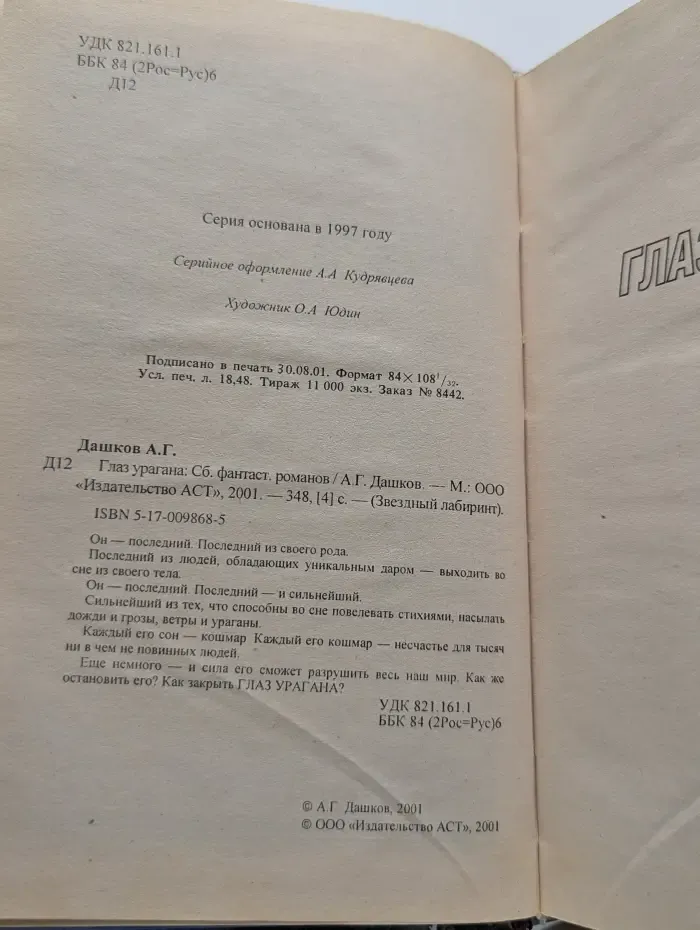 УДК 821.161.1
ББК 84 (2Рос=Рус)6
Д12
Серия основана в 1997 году
Серийное оформление А.А Кудрявцева
Художник О.А Юдин
Подписано в печать 30.08.01. Формат 84×108¹/₃₂.
Усл. печ. л. 18,48. Тираж 11 000 экз. Заказ № 8442.
Дашков А.Г.
Д12 Глаз урагана: Сб. фантаст. романов / А.Г. Дашков. — М.: ООО
«Издательство АСТ», 2001. — 348, [4] с. — (Звездный лабиринт).
ISBN 5-17-009868-5
Он — последний. Последний из своего рода.
Последний из людей, обладающих уникальным даром — выходить во
сне из своего тела.
Он — последний. Последний — и сильнейший.
Сильнейший из тех, что способны во сне повелевать стихиями, насылать
дожди и грозы, ветры и ураганы.
Каждый его сон — кошмар. Каждый его кошмар — несчастье для тысяч
ни в чем не повинных людей.
Еще немного — и сила его сможет разрушить весь наш мир. Как же
остановить его? Как закрыть ГЛАЗ УРАГАНА?
УДК 821.161.1
ББК 84 (2Рос=Рус)6
© А.Г. Дашков, 2001
© ООО «Издательство АСТ», 2001
ГЛАЗ